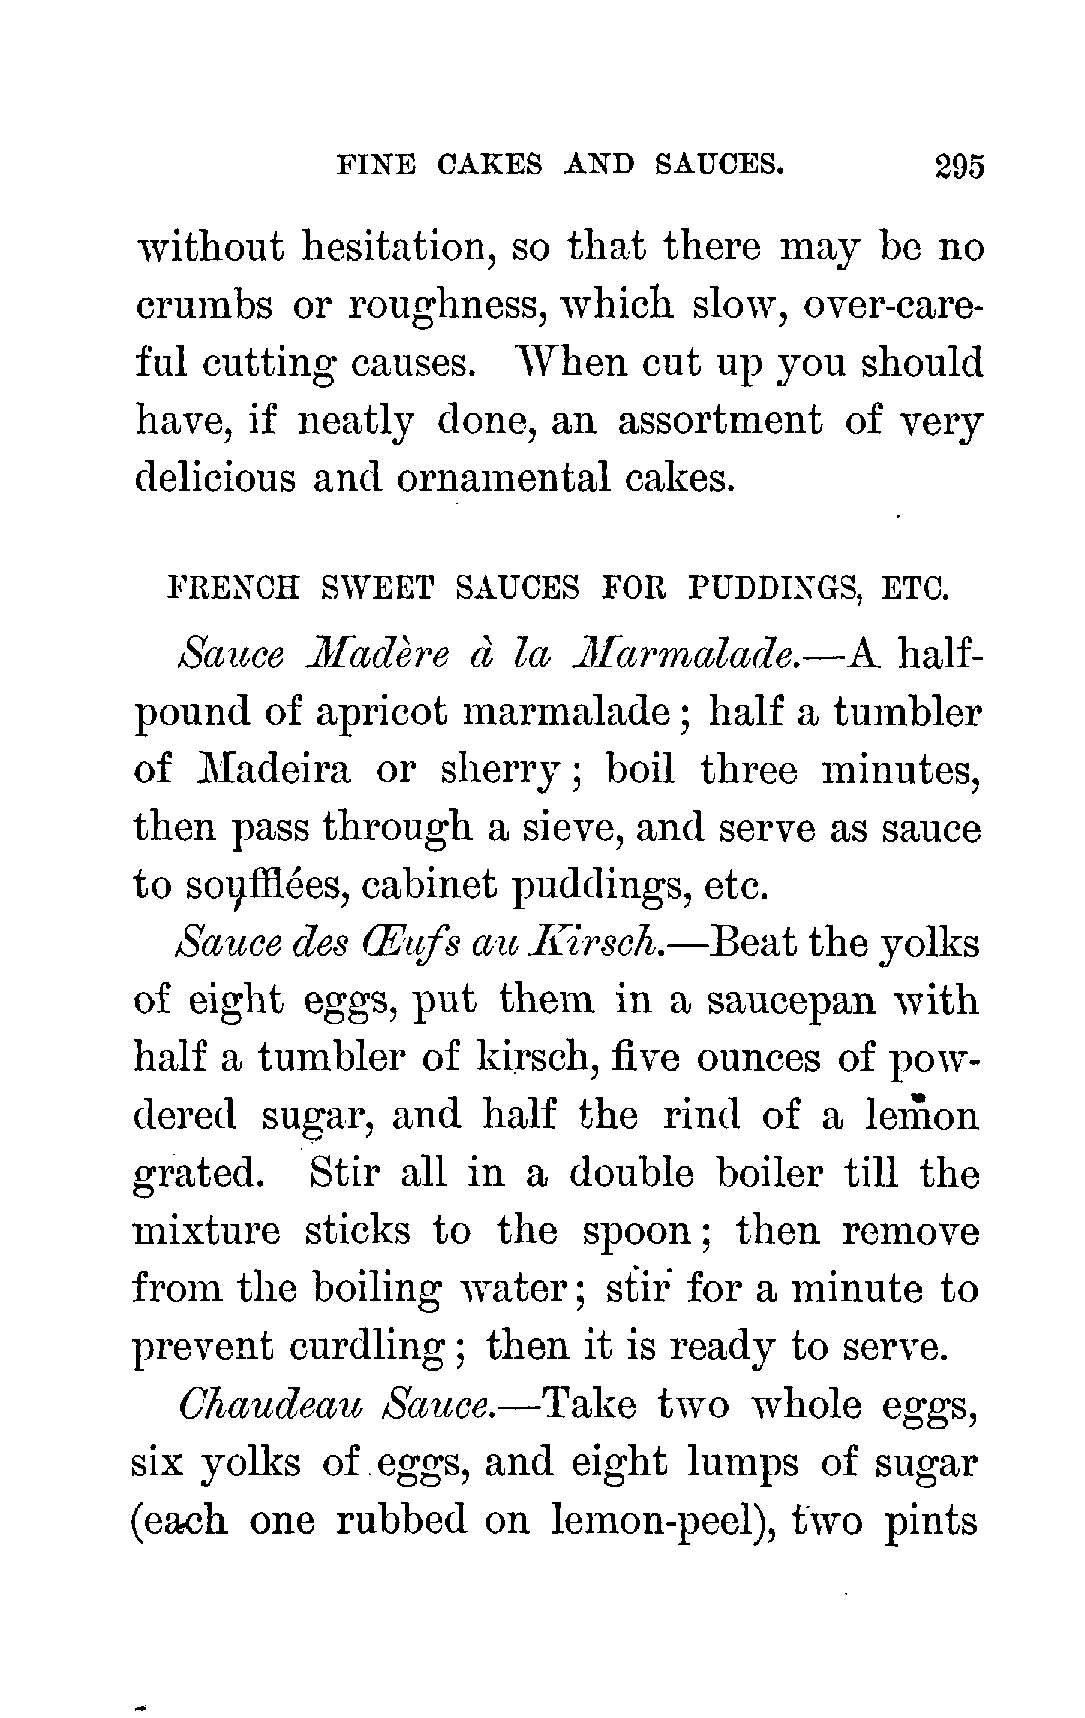 FINE CAKES AND SAUCES. 295
without hesitation, so that there may be no
crumbs or roughness, which slow, over-care-
ful cutting causes. When cut up you should
have, if neatly done, an assortment of very
delicious and ornamental cakes.
FRENCH SWEET SAUCES FOR PUDDINGS, ETC.
Sauce Madère à la Marmalade.—A half-
pound of apricot marmalade; half a tumbler
of Madeira or sherry; boil three minutes,
then pass through a sieve, and serve as sauce
to soufflées, cabinet puddings, etc.
Sauce des Œufs au Kirsch.—Beat the yolks
of eight eggs, put them in a saucepan with
half a tumbler of kirsch, five ounces of pow-
dered sugar, and half the rind of a lemon
grated. Stir all in a double boiler till the
mixture sticks to the spoon; then remove
from the boiling water; stir for a minute to
prevent curdling; then it is ready to serve.
Chaudeau Sauce.—Take two whole eggs,
six yolks of eggs, and eight lumps of sugar
(each one rubbed on lemon-peel), two pints